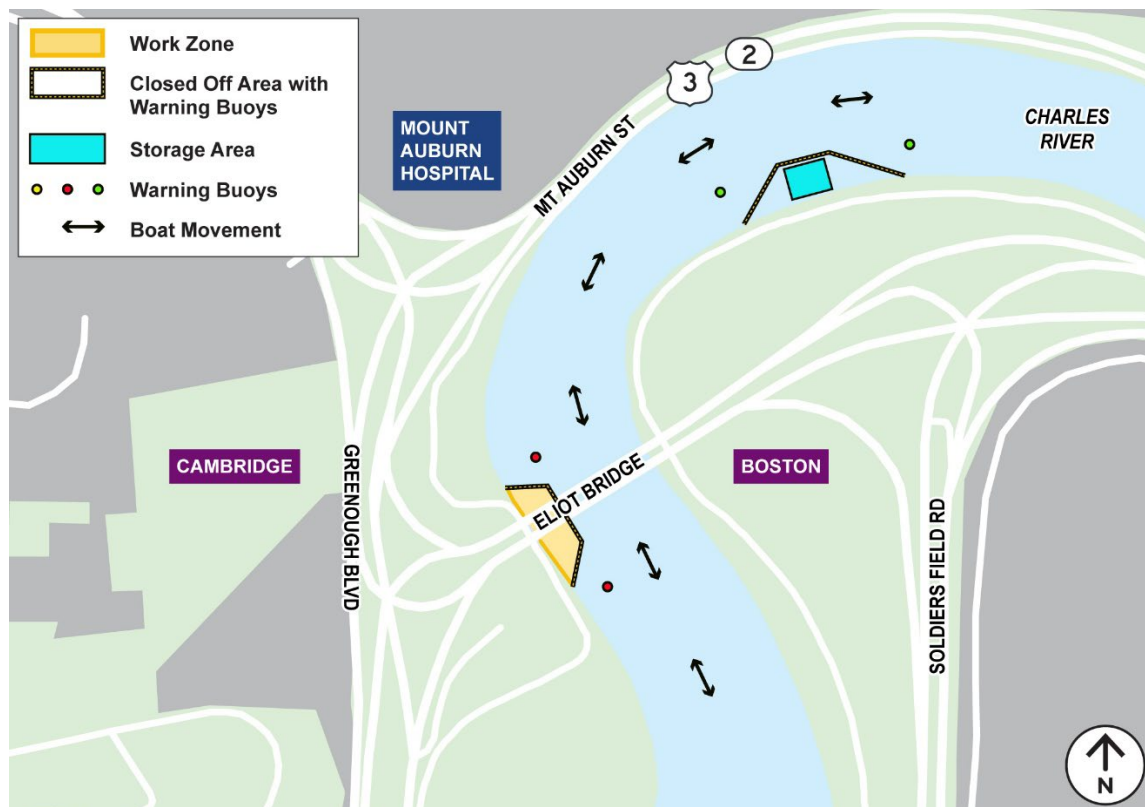 Work Zone
Closed Off Area with
Warning Buoys
Storage Area
Warning Buoys
Boat Movement
MOUNT
AUBURN
HOSPITAL
MT AUBURN ST
3
2
CHARLES
RIVER
CAMBRIDGE
GREENOUGH BLVD
ELIOT BRIDGE
BOSTON
SOLDIERS FIELD RD
N